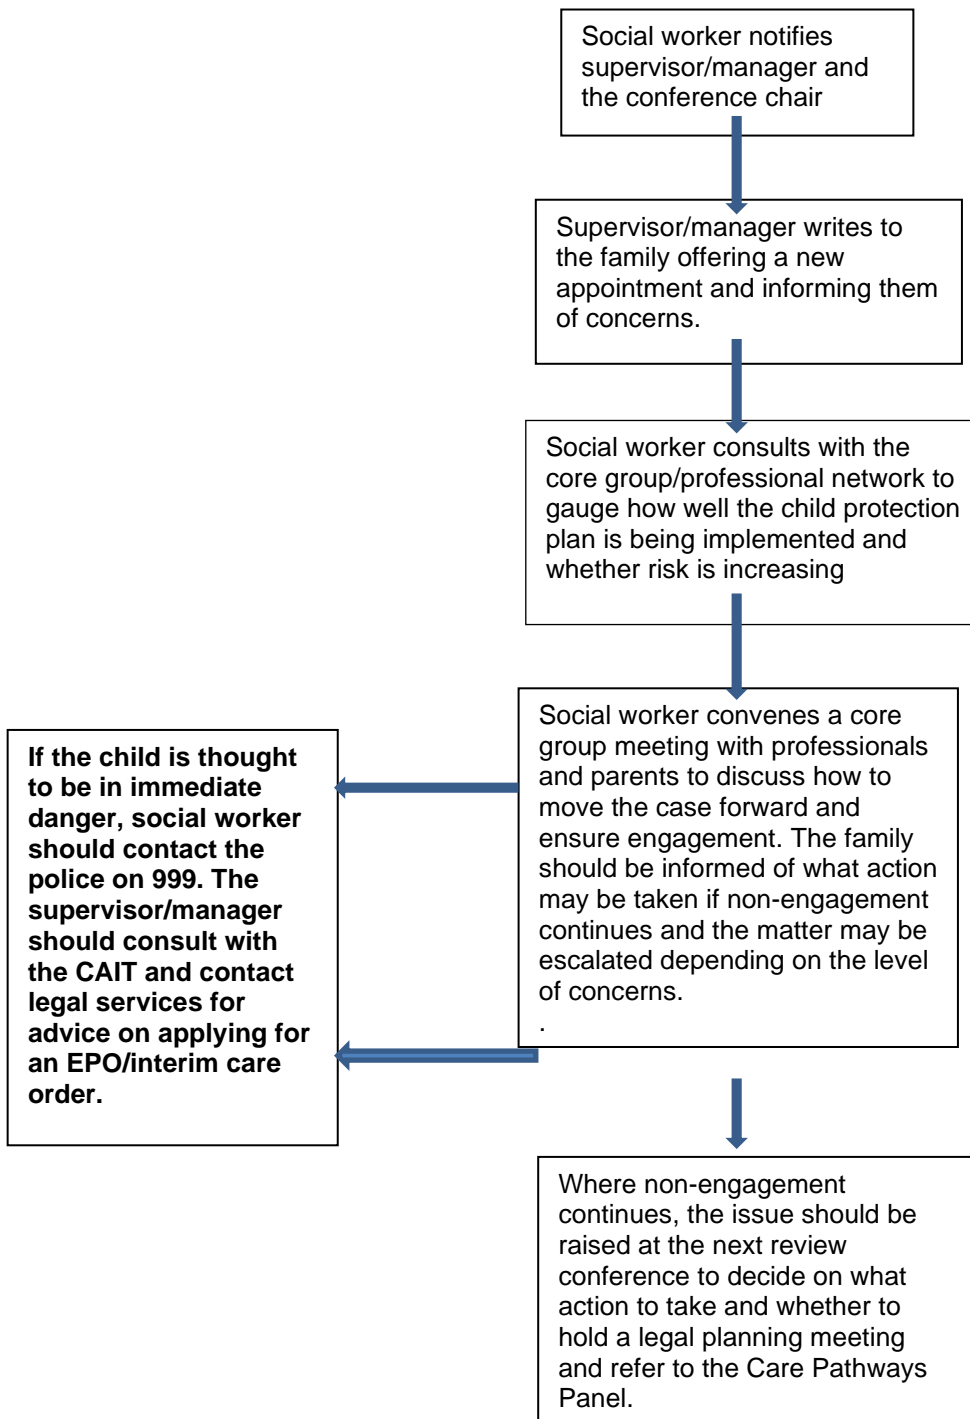 Social worker notifies
supervisor/manager and
the conference chair
Supervisor/manager writes to
the family offering a new
appointment and informing them
of concerns.
Social worker consults with the
core group/professional network to
gauge how well the child protection
plan is being implemented and
whether risk is increasing
Social worker convenes a core
group meeting with professionals
and parents to discuss how to
move the case forward and
ensure engagement. The family
should be informed of what action
may be taken if non-engagement
continues and the matter may be
escalated depending on the level
of concerns.
.
If the child is thought
to be in immediate
danger, social worker
should contact the
police on 999. The
supervisor/manager
should consult with
the CAIT and contact
legal services for
advice on applying for
an EPO/interim care
order.
Where non-engagement
continues, the issue should be
raised at the next review
conference to decide on what
action to take and whether to
hold a legal planning meeting
and refer to the Care Pathways
Panel.